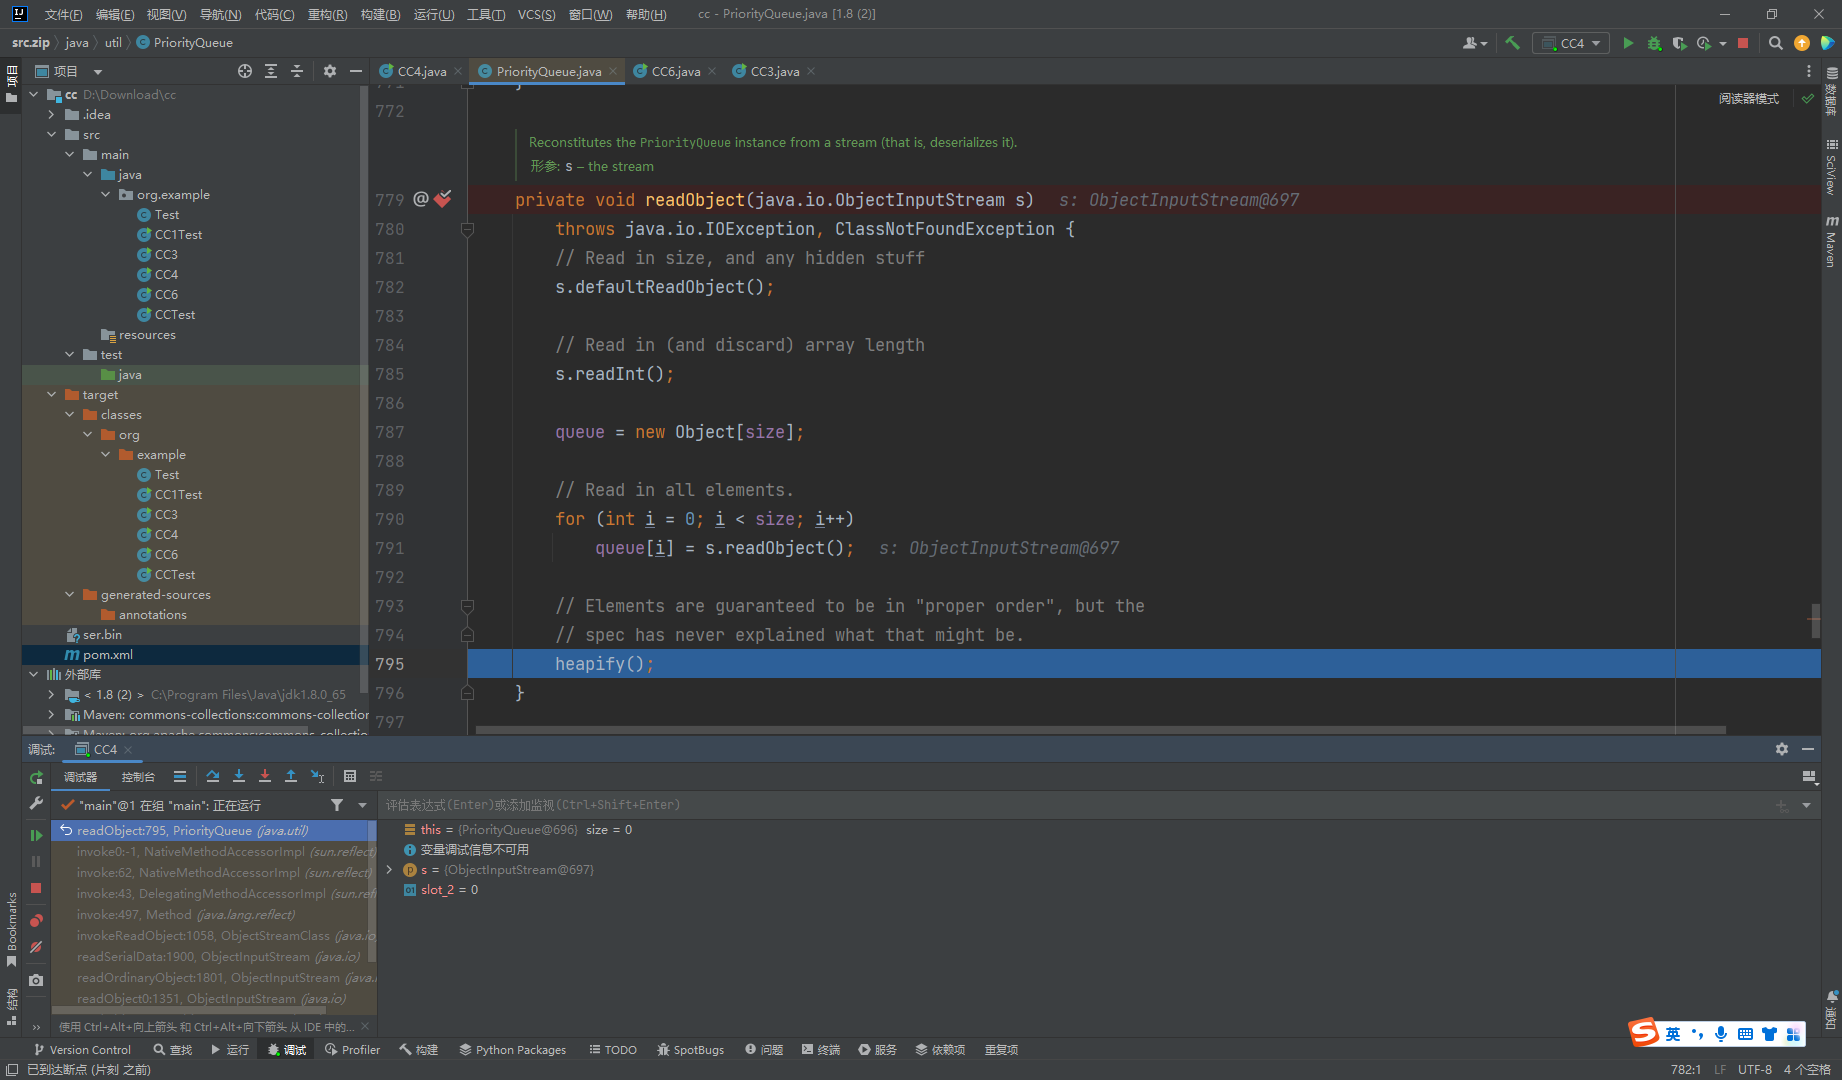 文件(F) 编辑(E) 视图(V) 导航(N) 代码(C) 重构(R) 构建(B) 运行(U) 工具(T) VCS(S) 窗口(W) 帮助(H) cc - PriorityQueue.java [1.8 (2)]
src.zip java util PriorityQueue
CC4
项目
CC4.java PriorityQueue.java CC6.java CC3.java
阅读器模式
cc D:\Download\cc
.idea
src
main
java
org.example
Test
CC1Test
CC3
CC4
CC6
CCTest
resources
test
java
target
classes
org
example
Test
CC1Test
CC3
CC4
CC6
CCTest
generated-sources
annotations
ser.bin
pom.xml
外部库
< 1.8 (2) > C:\Program Files\Java\jdk1.8.0_65
Maven: commons-collections:commons-collection
项目
Bookmarks
结构
数据库
SciView
Maven
通知
772
Reconstitutes the PriorityQueue instance from a stream (that is, deserializes it).
形参: s – the stream
779 @ private void readObject(java.io.ObjectInputStream s) s: ObjectInputStream@697
780 throws java.io.IOException, ClassNotFoundException {
781 // Read in size, and any hidden stuff
782 s.defaultReadObject();
783
784 // Read in (and discard) array length
785 s.readInt();
786
787 queue = new Object[size];
788
789 // Read in all elements.
790 for (int i = 0; i < size; i++)
791 queue[i] = s.readObject(); s: ObjectInputStream@697
792
793 // Elements are guaranteed to be in "proper order", but the
794 // spec has never explained what that might be.
795 heapify();
796 }
797
调试: CC4
调试器 控制台
"main"@1 在组 "main": 正在运行
readObject:795, PriorityQueue (java.util)
invoke0:-1, NativeMethodAccessorImpl (sun.reflect)
invoke:62, NativeMethodAccessorImpl (sun.reflect)
invoke:43, DelegatingMethodAccessorImpl (sun.refl
invoke:497, Method (java.lang.reflect)
invokeReadObject:1058, ObjectStreamClass (java.io
readSerialData:1900, ObjectInputStream (java.io)
readOrdinaryObject:1801, ObjectInputStream (java.i
readObject0:1351, ObjectInputStream (java.io)
使用 Ctrl+Alt+向上箭头 和 Ctrl+Alt+向下箭头 从 IDE 中的...
评估表达式(Enter)或添加监视(Ctrl+Shift+Enter)
this = {PriorityQueue@696} size = 0
变量调试信息不可用
s = {ObjectInputStream@697}
slot_2 = 0
英
Version Control 查找 运行 调试 Profiler 构建 Python Packages TODO SpotBugs 问题 终端 服务 依赖项 重复项
已到达断点 (片刻 之前)
782:1 LF UTF-8 4 个空格